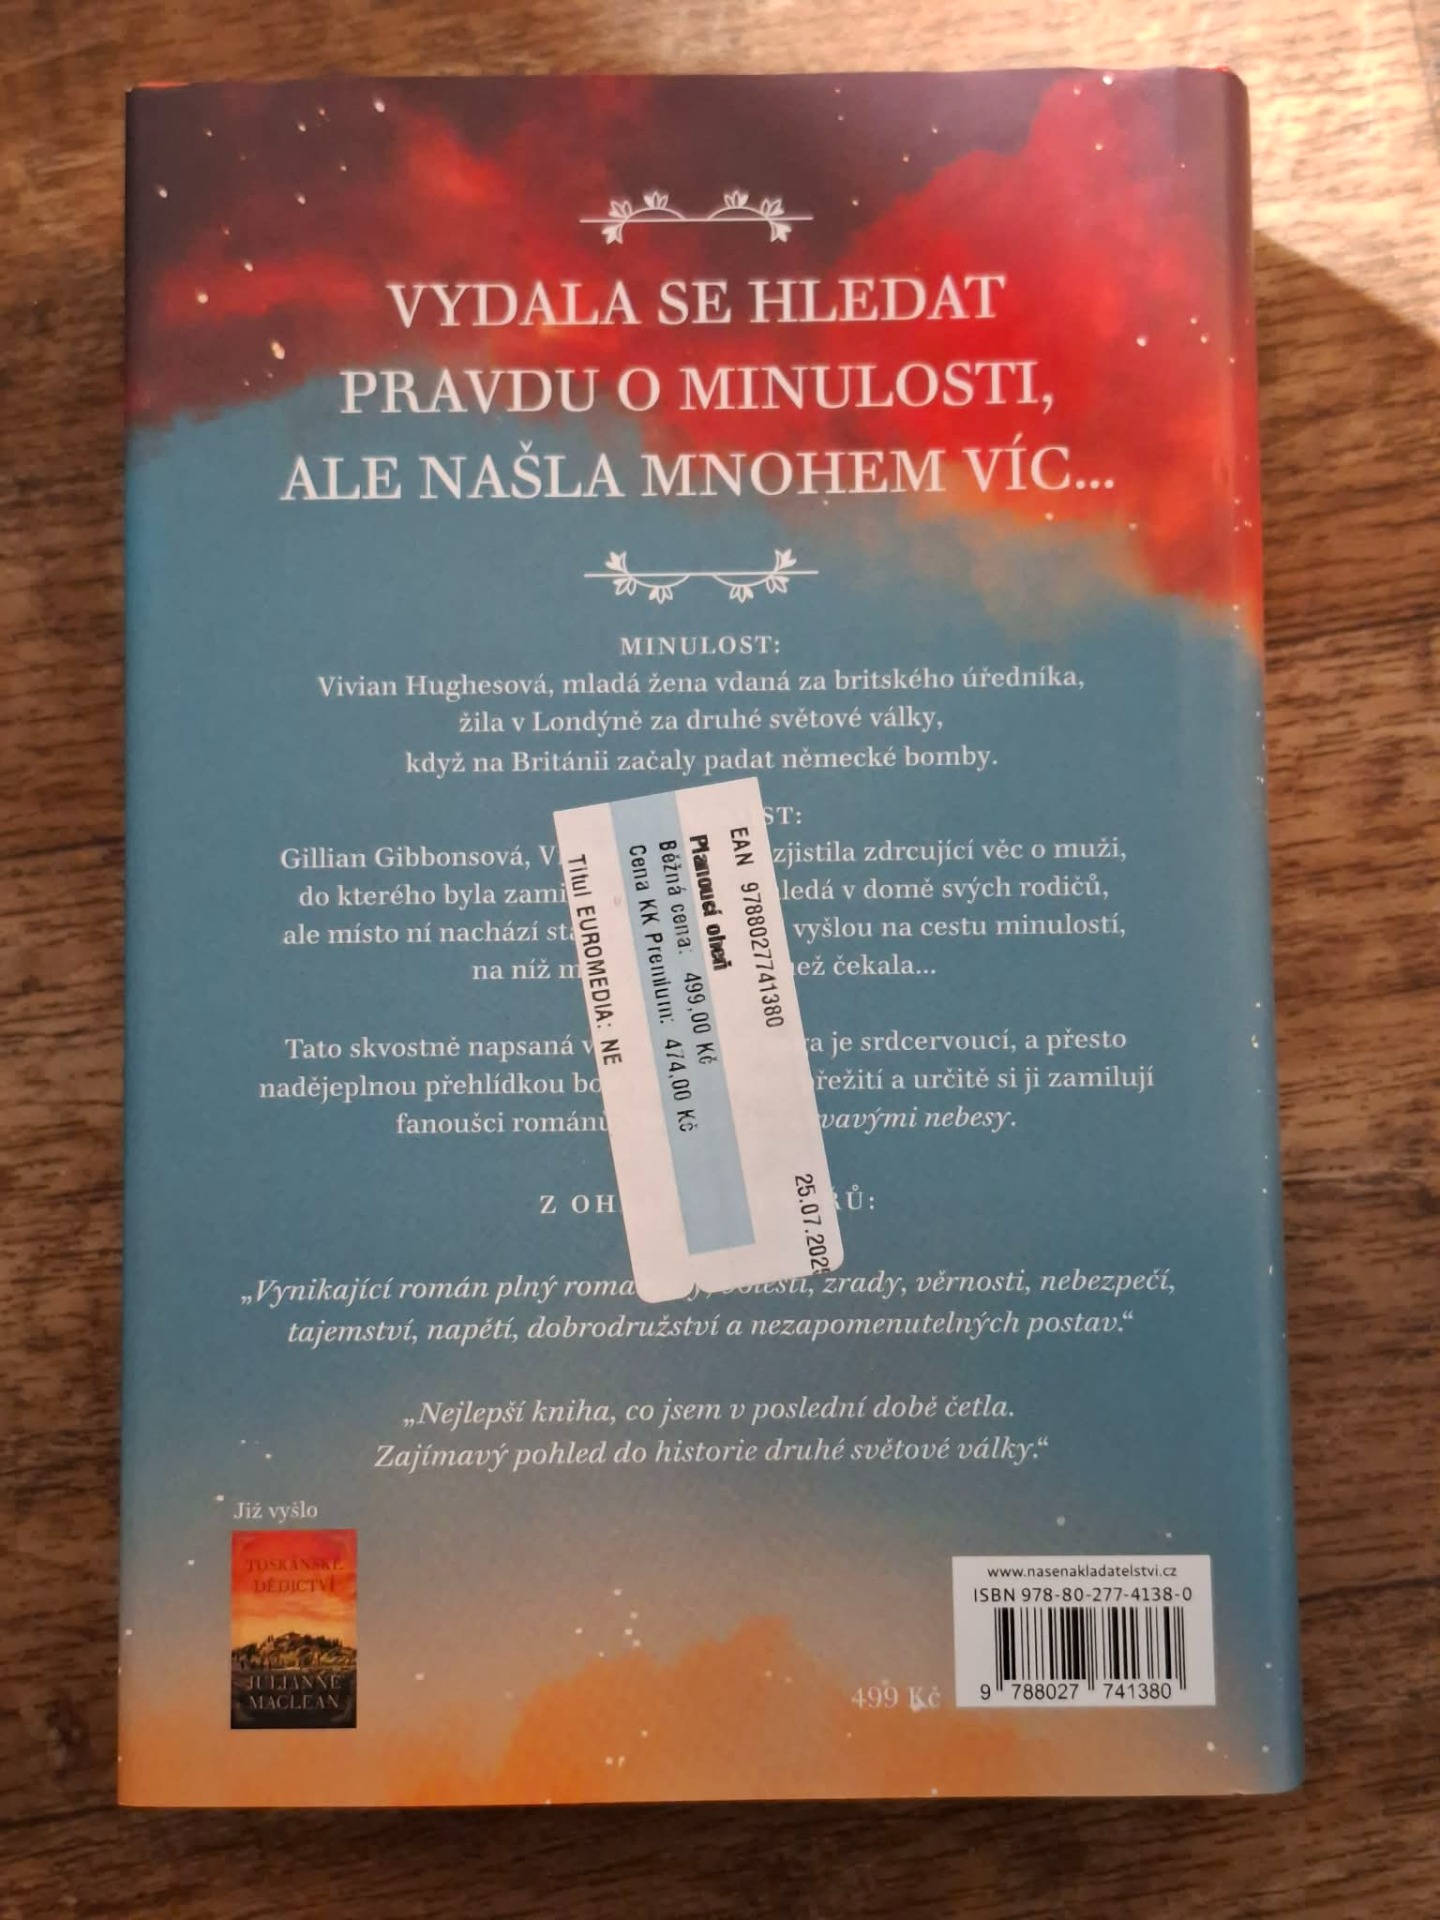 VYDALA SE HLEDAT
PRAVDU O MINULOSTI,
ALE NAŠLA MNOHEM VÍC...
MINULOST:
Vivian Hughesová, mladá žena vdaná za britského úředníka,
žila v Londýně za druhé světové války,
když na Británii začaly padat německé bomby.
ST:
Gillian Gibbonsová, V zjistila zdrcující věc o muži,
do kterého byla zami ledá v domě svých rodičů,
ale místo ní nachází sta vyšlou na cestu minulostí,
na níž m ež čekala...
Tato skvostně napsaná v ra je srdcervoucí, a přesto
nadějeplnou přehlídkou bo řežití a určitě si ji zamilují
fanoušci románů vavými nebesy.
Z OH RŮ:
„Vynikající román plný roma bolesti, zrady, věrnosti, nebezpečí,
tajemství, napětí, dobrodružství a nezapomenutelných postav.“
„Nejlepší kniha, co jsem v poslední době četla.
Zajímavý pohled do historie druhé světové války.“
EAN 9788027741380
Planoucí oheň
Běžná cena: 499,00 Kč
Cena KK Premium: 474,00 Kč
Titul EUROMEDIA: NE
25.07.2025
Již vyšlo
TOSKÁNSKÉ
DĚDICTVÍ
JULIANNE
MACLEAN
499 Kč
www.nasenakladatelstvi.cz
ISBN 978-80-277-4138-0
9 788027 741380